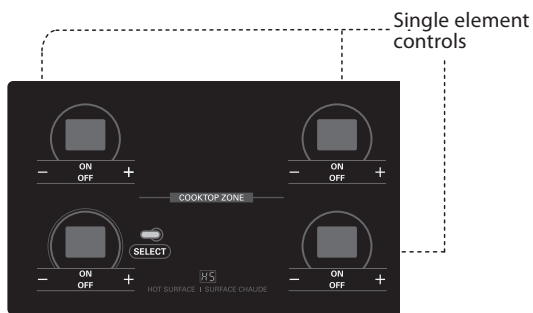 Single element
controls
− ON +
OFF
− ON +
OFF
COOKTOP ZONE
SELECT
− ON +
OFF
HS
HOT SURFACE | SURFACE CHAUDE
− ON +
OFF